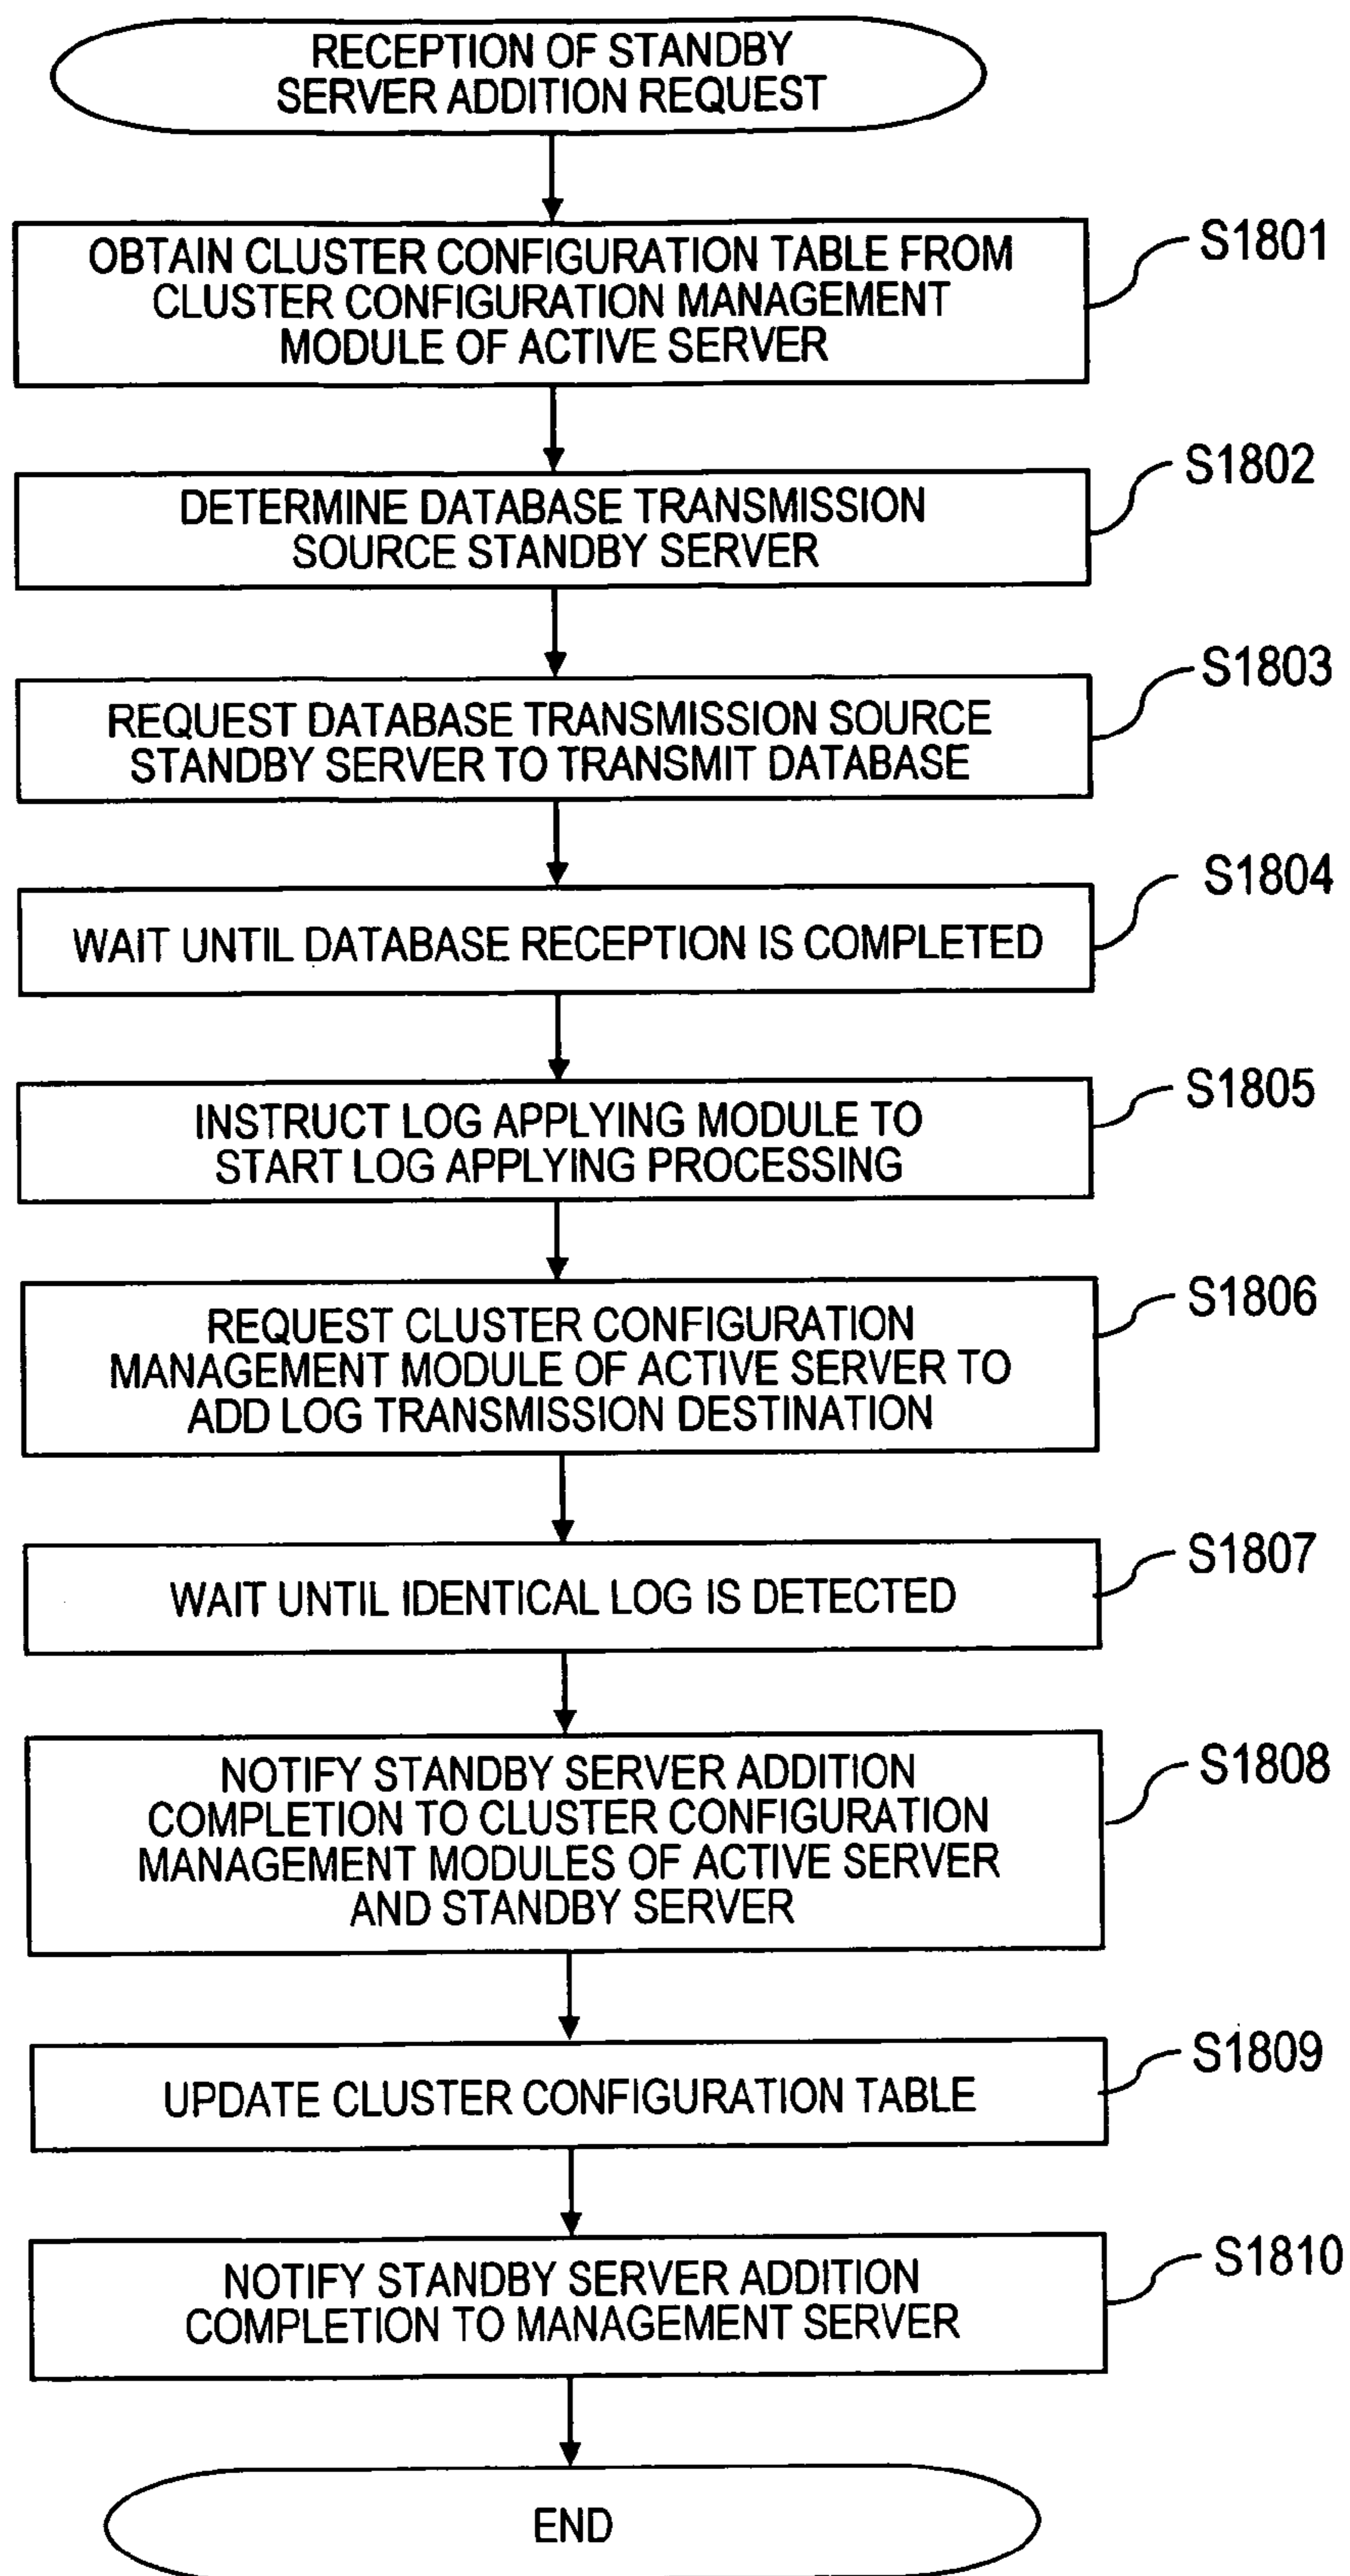 RECEPTION OF STANDBY
SERVER ADDITION REQUEST
S1801
OBTAIN CLUSTER CONFIGURATION TABLE FROM
CLUSTER CONFIGURATION MANAGEMENT
MODULE OF ACTIVE SERVER
S1802
DETERMINE DATABASE TRANSMISSION
SOURCE STANDBY SERVER
S1803
REQUEST DATABASE TRANSMISSION SOURCE
STANDBY SERVER TO TRANSMIT DATABASE
S1804
WAIT UNTIL DATABASE RECEPTION IS COMPLETED
S1805
INSTRUCT LOG APPLYING MODULE TO
START LOG APPLYING PROCESSING
S1806
REQUEST CLUSTER CONFIGURATION
MANAGEMENT MODULE OF ACTIVE SERVER TO
ADD LOG TRANSMISSION DESTINATION
S1807
WAIT UNTIL IDENTICAL LOG IS DETECTED
S1808
NOTIFY STANDBY SERVER ADDITION
COMPLETION TO CLUSTER CONFIGURATION
MANAGEMENT MODULES OF ACTIVE SERVER
AND STANDBY SERVER
S1809
UPDATE CLUSTER CONFIGURATION TABLE
S1810
NOTIFY STANDBY SERVER ADDITION
COMPLETION TO MANAGEMENT SERVER
END